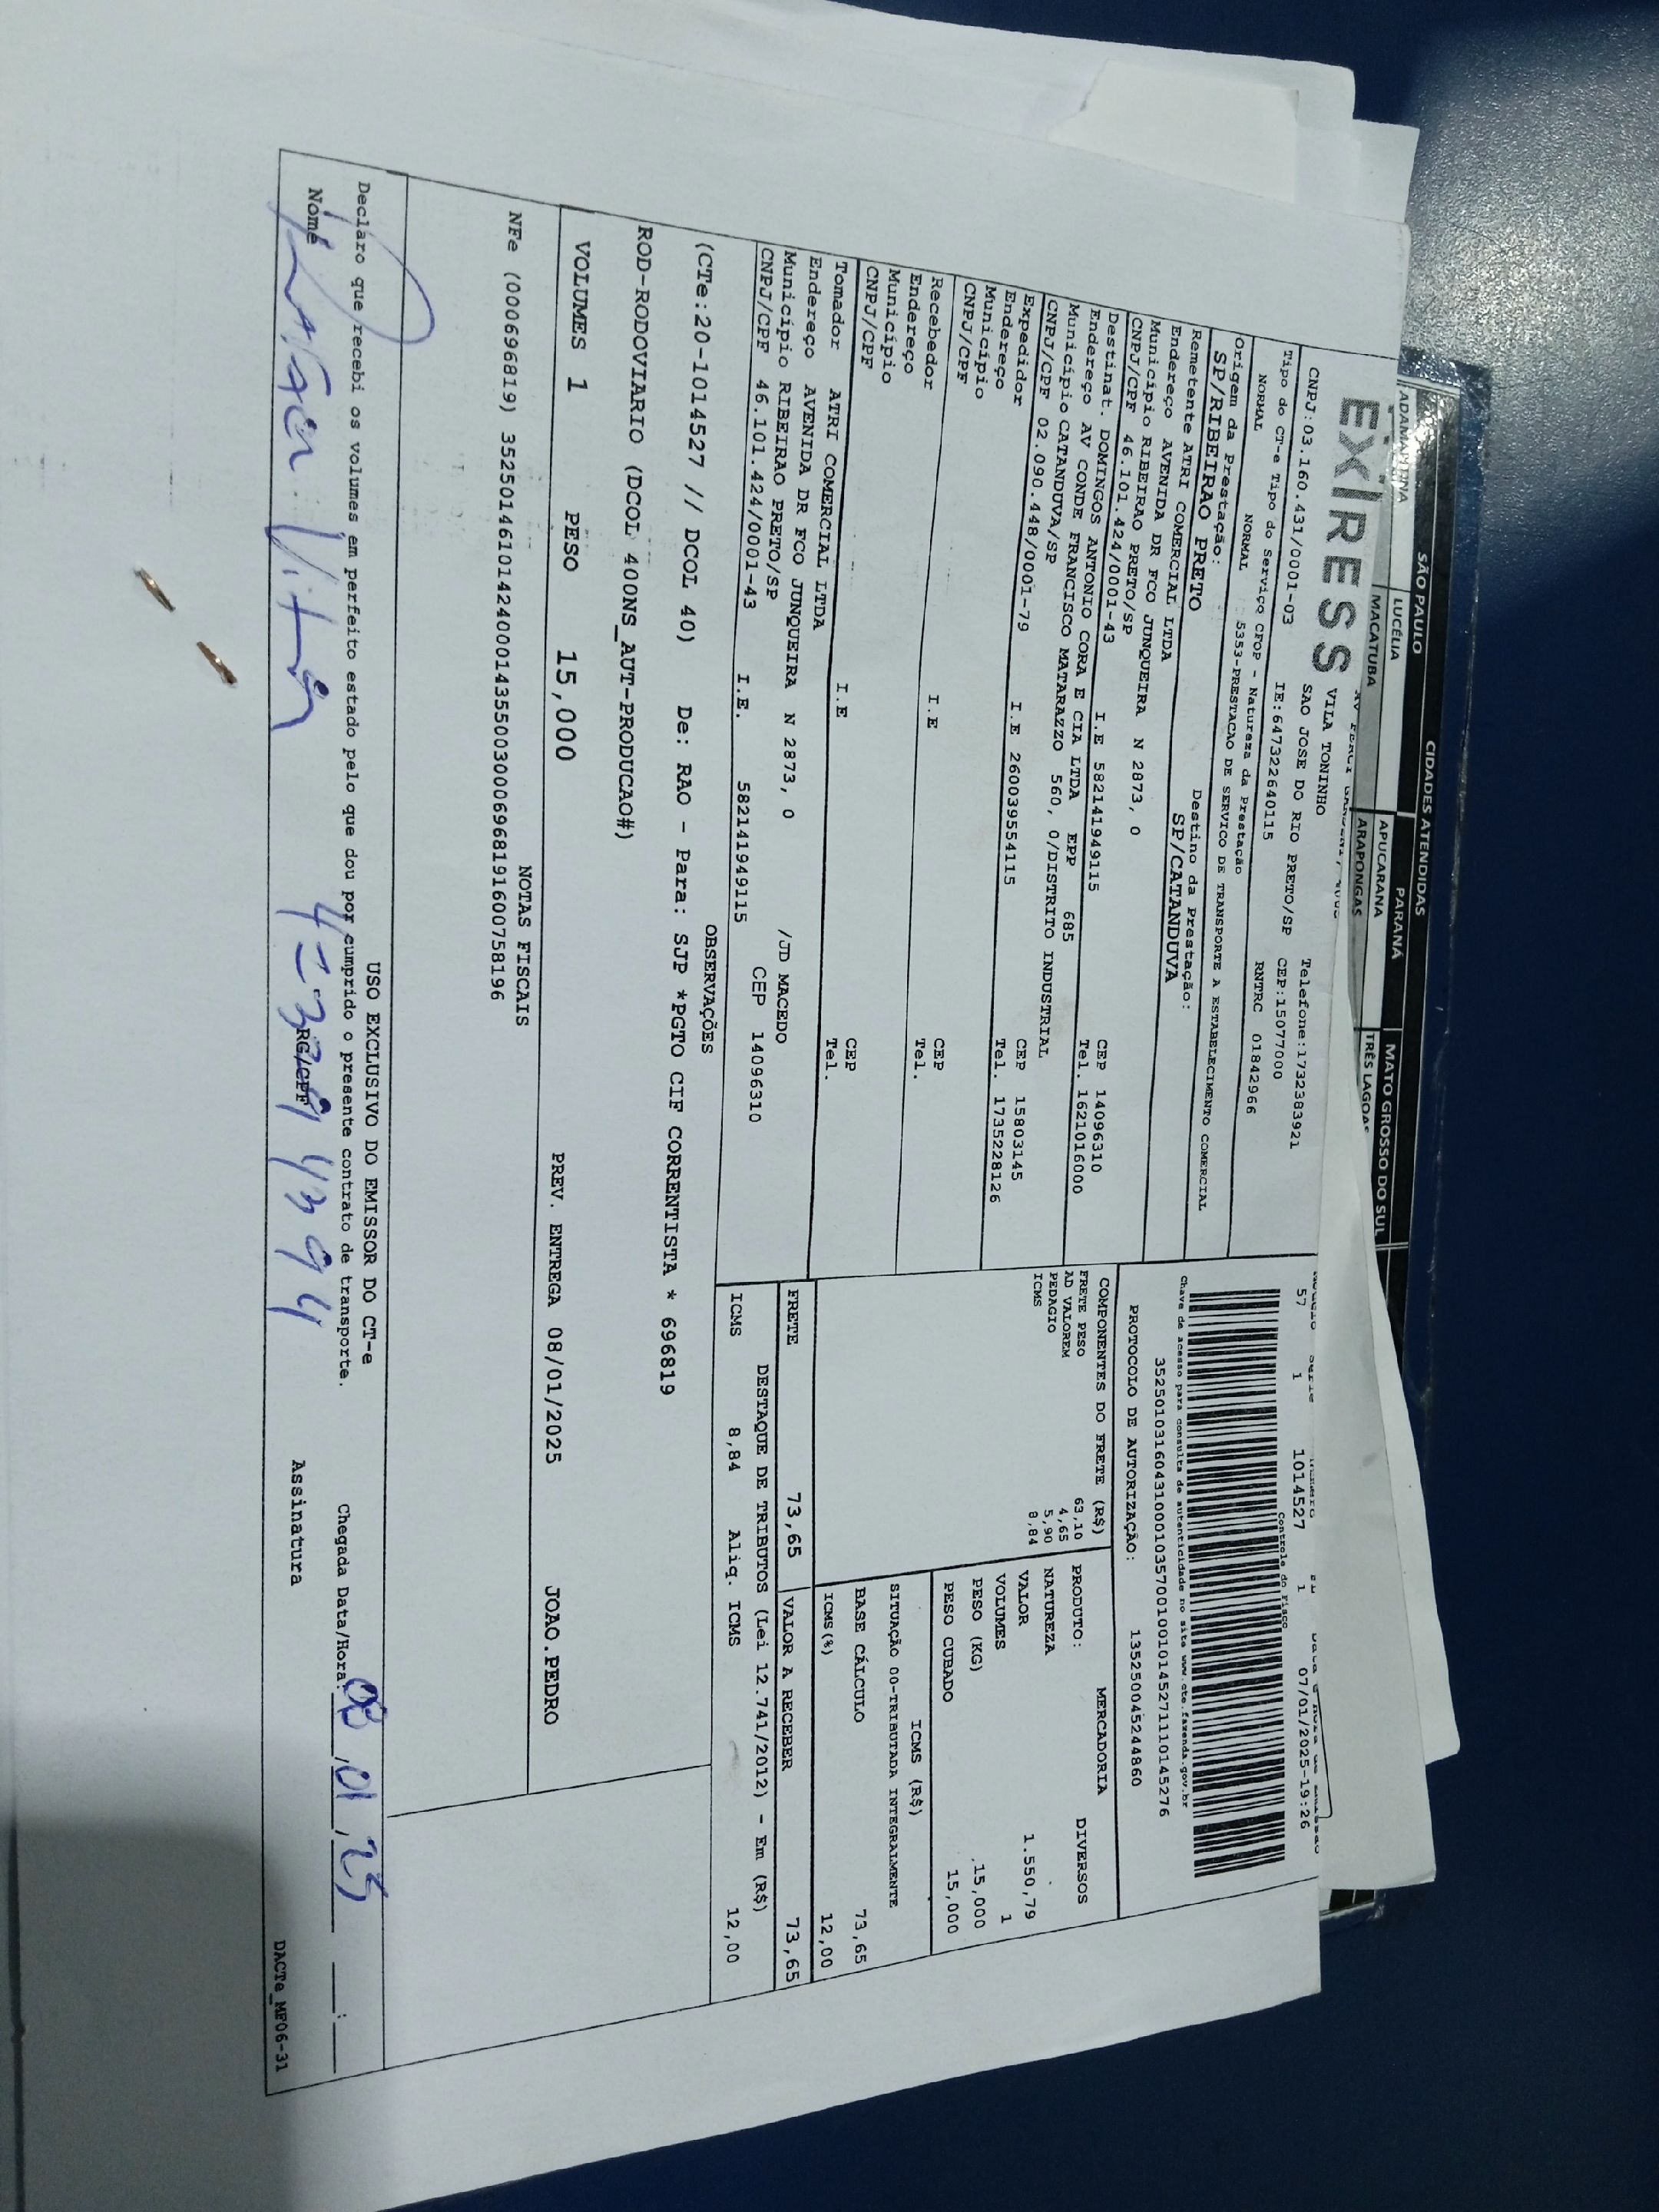 CIDADES ATENDIDAS
SÃO PAULO PARANÁ MATO GROSSO DO SUL
ADAMANTINA LUCÉLIA APUCARANA TRÊS LAGOAS
MACATUBA ARAPONGAS
EXPRESS
VILA TONINHO
SAO JOSE DO RIO PRETO/SP Telefone:1732383921
CNPJ:03.160.431/0001-03 IE:647322640115 CEP:15077000
Tipo do CT-e Tipo do Serviço CFOP - Natureza da Prestação RNTRC 01842966
NORMAL NORMAL 5353-PRESTACAO DE SERVICO DE TRANSPORTE A ESTABELECIMENTO COMERCIAL
Origem da Prestação: Destino da Prestação:
SP/RIBEIRAO PRETO SP/CATANDUVA
Remetente ATRI COMERCIAL LTDA
Endereço AVENIDA DR FCO JUNQUEIRA N 2873, 0
Município RIBEIRAO PRETO/SP CEP 14096310
CNPJ/CPF 46.101.424/0001-43 I.E 582141949115 Tel. 1621016000
Destinat. DOMINGOS ANTONIO CORA E CIA LTDA EPP 685
Endereço AV CONDE FRANCISCO MATARAZZO 560, 0/DISTRITO INDUSTRIAL
Município CATANDUVA/SP CEP 15803145
CNPJ/CPF 02.090.448/0001-79 I.E 260039554115 Tel. 1735228126
Expedidor
Endereço
Município CEP
CNPJ/CPF I.E Tel.
Recebedor
Endereço
Município CEP
CNPJ/CPF I.E Tel.
Tomador ATRI COMERCIAL LTDA
Endereço AVENIDA DR FCO JUNQUEIRA N 2873, 0 /JD MACEDO
Município RIBEIRAO PRETO/SP CEP 14096310
CNPJ/CPF 46.101.424/0001-43 I.E. 582141949115
57 1 1014527 1 07/01/2025-19:26
Controle do Fisco
Chave de acesso para consulta de autenticidade no site www.cte.fazenda.gov.br
35250103160431000103570010010145271110145276
PROTOCOLO DE AUTORIZAÇÃO: 135250045244860
COMPONENTES DO FRETE (R$)
FRETE PESO 63,10
AD VALOREM 4,65
PEDAGIO 5,90
ICMS 8,84
MERCADORIA
PRODUTO: DIVERSOS
NATUREZA
VALOR 1.550,79
VOLUMES 1
PESO (KG) 15,000
PESO CUBADO 15,000
ICMS (R$)
SITUAÇÃO 00-TRIBUTADA INTEGRALMENTE
BASE CÁLCULO 73,65
ICMS(%) 12,00
FRETE 73,65 VALOR A RECEBER 73,65
DESTAQUE DE TRIBUTOS (Lei 12.741/2012) - Em (R$)
ICMS 8,84 Aliq. ICMS 12,00
OBSERVAÇÕES
(CTe:20-1014527 // DCOL 40) De: RAO - Para: SJP *PGTO CIF CORRENTISTA * 696819
ROD-RODOVIARIO (DCOL 400NS_AUT-PRODUCAO#)
VOLUMES 1 PESO 15,000 PREV. ENTREGA 08/01/2025 JOAO.PEDRO
NOTAS FISCAIS
NFe (000696819) 35250146101424000143550030006968191600758196
USO EXCLUSIVO DO EMISSOR DO CT-e
Declaro que recebi os volumes em perfeito estado pelo que dou por cumprido o presente contrato de transporte. Chegada Data/Hora: 08/01/25 __:__
Nome RG/CPF Assinatura
DACTe_MF06-31